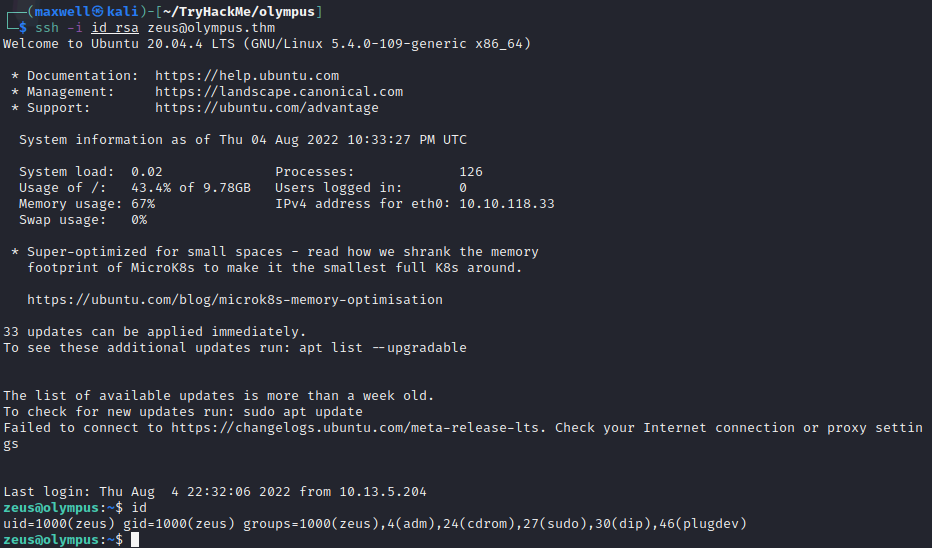 ┌──(maxwell㉿kali)-[~/TryHackMe/olympus]
└─$ ssh -i id_rsa zeus@olympus.thm
Welcome to Ubuntu 20.04.4 LTS (GNU/Linux 5.4.0-109-generic x86_64)
* Documentation:  https://help.ubuntu.com
* Management:     https://landscape.canonical.com
* Support:        https://ubuntu.com/advantage
System information as of Thu 04 Aug 2022 10:33:27 PM UTC
System load:  0.02              Processes:             126
Usage of /:   43.4% of 9.78GB   Users logged in:       0
Memory usage: 67%               IPv4 address for eth0: 10.10.118.33
Swap usage:   0%
* Super-optimized for small spaces - read how we shrank the memory
footprint of MicroK8s to make it the smallest full K8s around.
https://ubuntu.com/blog/microk8s-memory-optimisation
33 updates can be applied immediately.
To see these additional updates run: apt list --upgradable
The list of available updates is more than a week old.
To check for new updates run: sudo apt update
Failed to connect to https://changelogs.ubuntu.com/meta-release-lts. Check your Internet connection or proxy settin
gs
Last login: Thu Aug  4 22:32:06 2022 from 10.13.5.204
zeus@olympus:~$ id
uid=1000(zeus) gid=1000(zeus) groups=1000(zeus),4(adm),24(cdrom),27(sudo),30(dip),46(plugdev)
zeus@olympus:~$